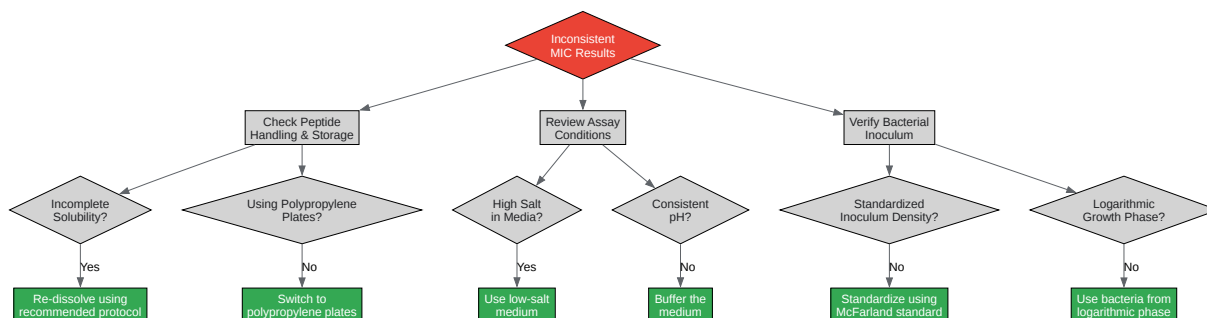 Inconsistent
MIC Results
Check Peptide
Handling & Storage
Review Assay
Conditions
Verify Bacterial
Inoculum
Incomplete
Solubility?
Using Polypropylene
Plates?
High Salt
in Media?
Consistent
pH?
Standardized
Inoculum Density?
Logarithmic
Growth Phase?
Yes
No
Yes
No
No
No
Re-dissolve using
recommended protocol
Switch to
polypropylene plates
Use low-salt
medium
Buffer the
medium
Standardize using
McFarland standard
Use bacteria from
logarithmic phase